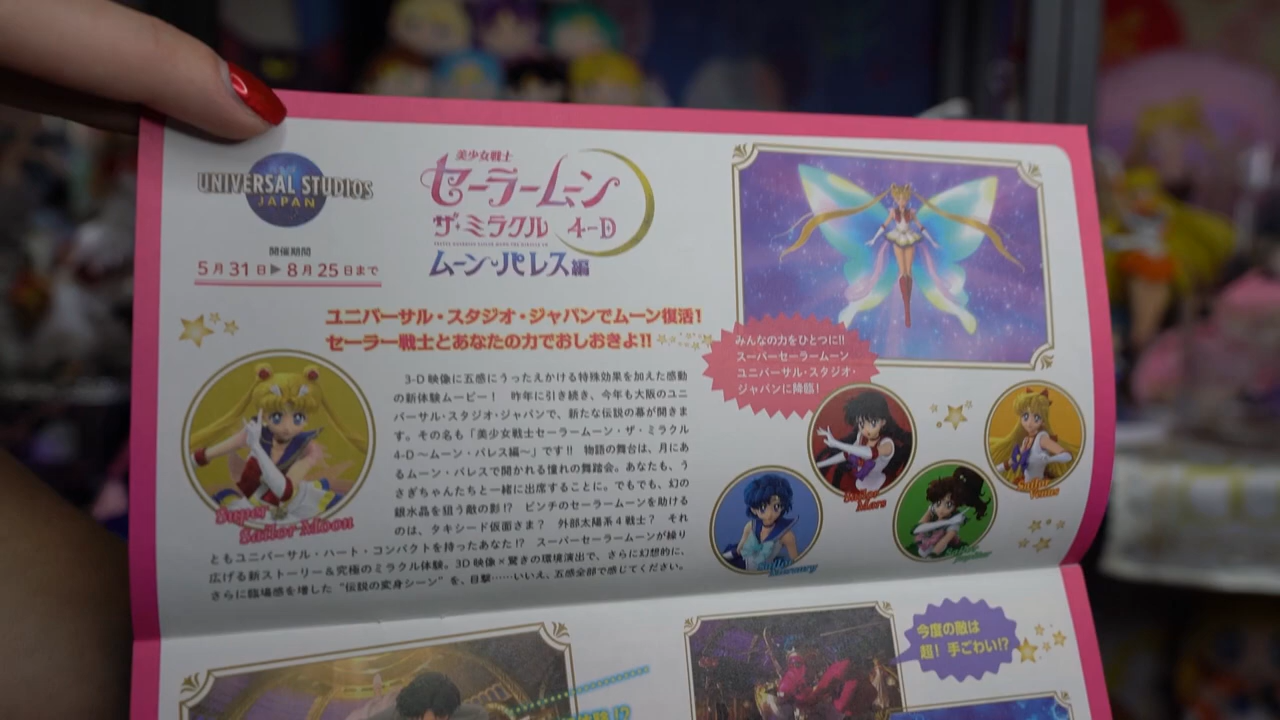 UNIVERSAL STUDIOS
JAPAN
開催期間
5月31日▶8月25日まで
美少女戦士
セーラームーン
ザ・ミラクル 4-D
ムーン・パレス編
ユニバーサル・スタジオ・ジャパンでムーン復活!
セーラー戦士とあなたの力でおしおきよ!!
3-D映像に五感にうったえかける特殊効果を加えた感動
の新体験ムービー! 昨年に引き続き、今年も大阪のユニ
バーサル・スタジオ・ジャパンで、新たな伝説の幕が開きま
す。その名も「美少女戦士セーラームーン・ザ・ミラクル
4-D〜ムーン・パレス編〜」です!! 物語の舞台は、月にあ
るムーン・パレスで開かれる憧れの舞踏会。あなたも、う
さぎちゃんたちと一緒に出席することに。でもでも、幻の
銀水晶を狙う敵の影!? ピンチのセーラームーンを助ける
のは、タキシード仮面さま? 外部太陽系4戦士? それ
ともユニバーサル・ハート・コンパクトを持ったあなた!? スーパーセーラームーンが繰り
広げる新ストーリー&究極のミラクル体験。3D映像×驚きの環境演出で、さらに幻想的に、
さらに臨場感を増した“伝説の変身シーン”を、目撃……いいえ、五感全部で感じてください。
Super
Sailor Moon
みんなの力をひとつに!!
スーパーセーラームーン
ユニバーサル・スタジオ・
ジャパンに降臨!
Sailor
Mars
Sailor
Venus
Sailor
Mercury
Sailor
Jupiter
今度の敵は
超!手ごわい!?